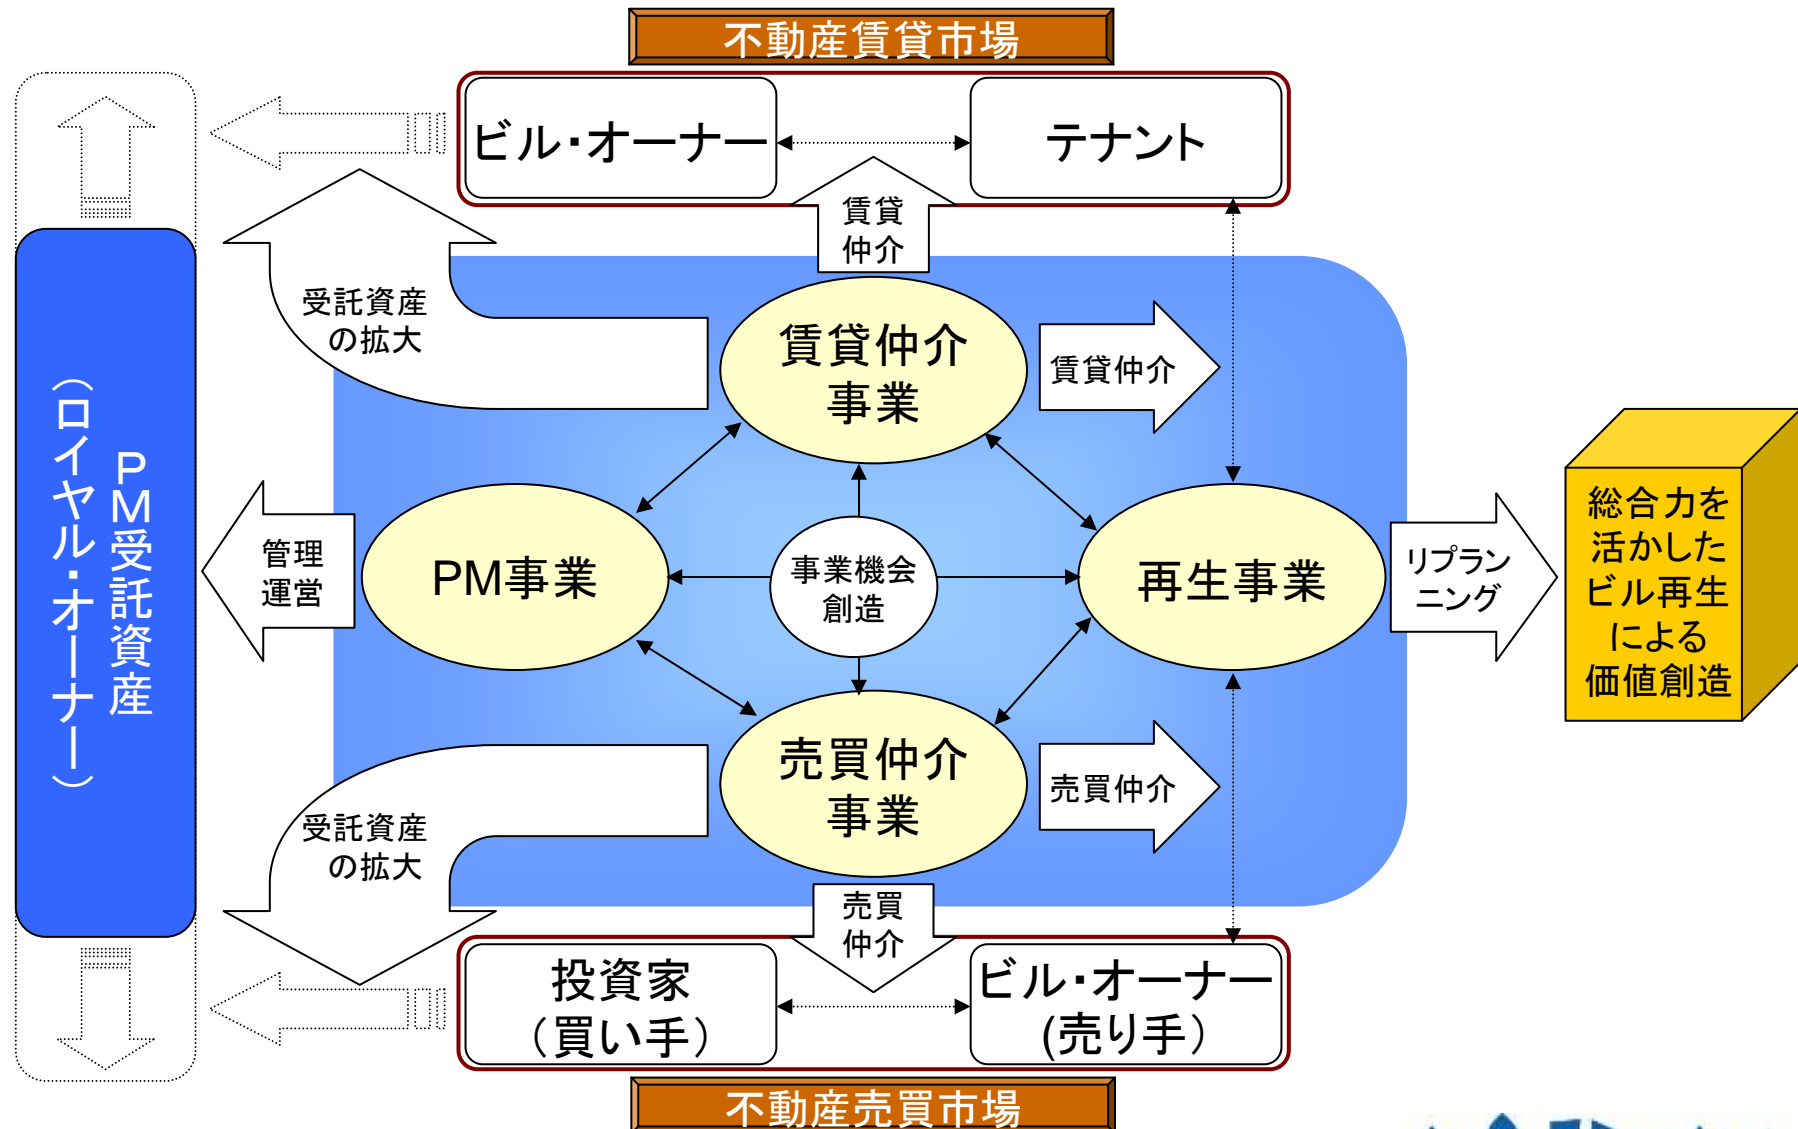 不動産賃貸市場
ビル・オーナー
テナント
賃貸
仲介
受託資産
の拡大
賃貸仲介
事業
賃貸仲介
PM受託資産
（ロイヤル・オーナー）
管理
運営
PM事業
事業機会
創造
再生事業
リプラン
ニング
総合力を
活かした
ビル再生
による
価値創造
売買仲介
事業
売買仲介
受託資産
の拡大
売買
仲介
投資家
（買い手）
ビル・オーナー
(売り手）
不動産売買市場